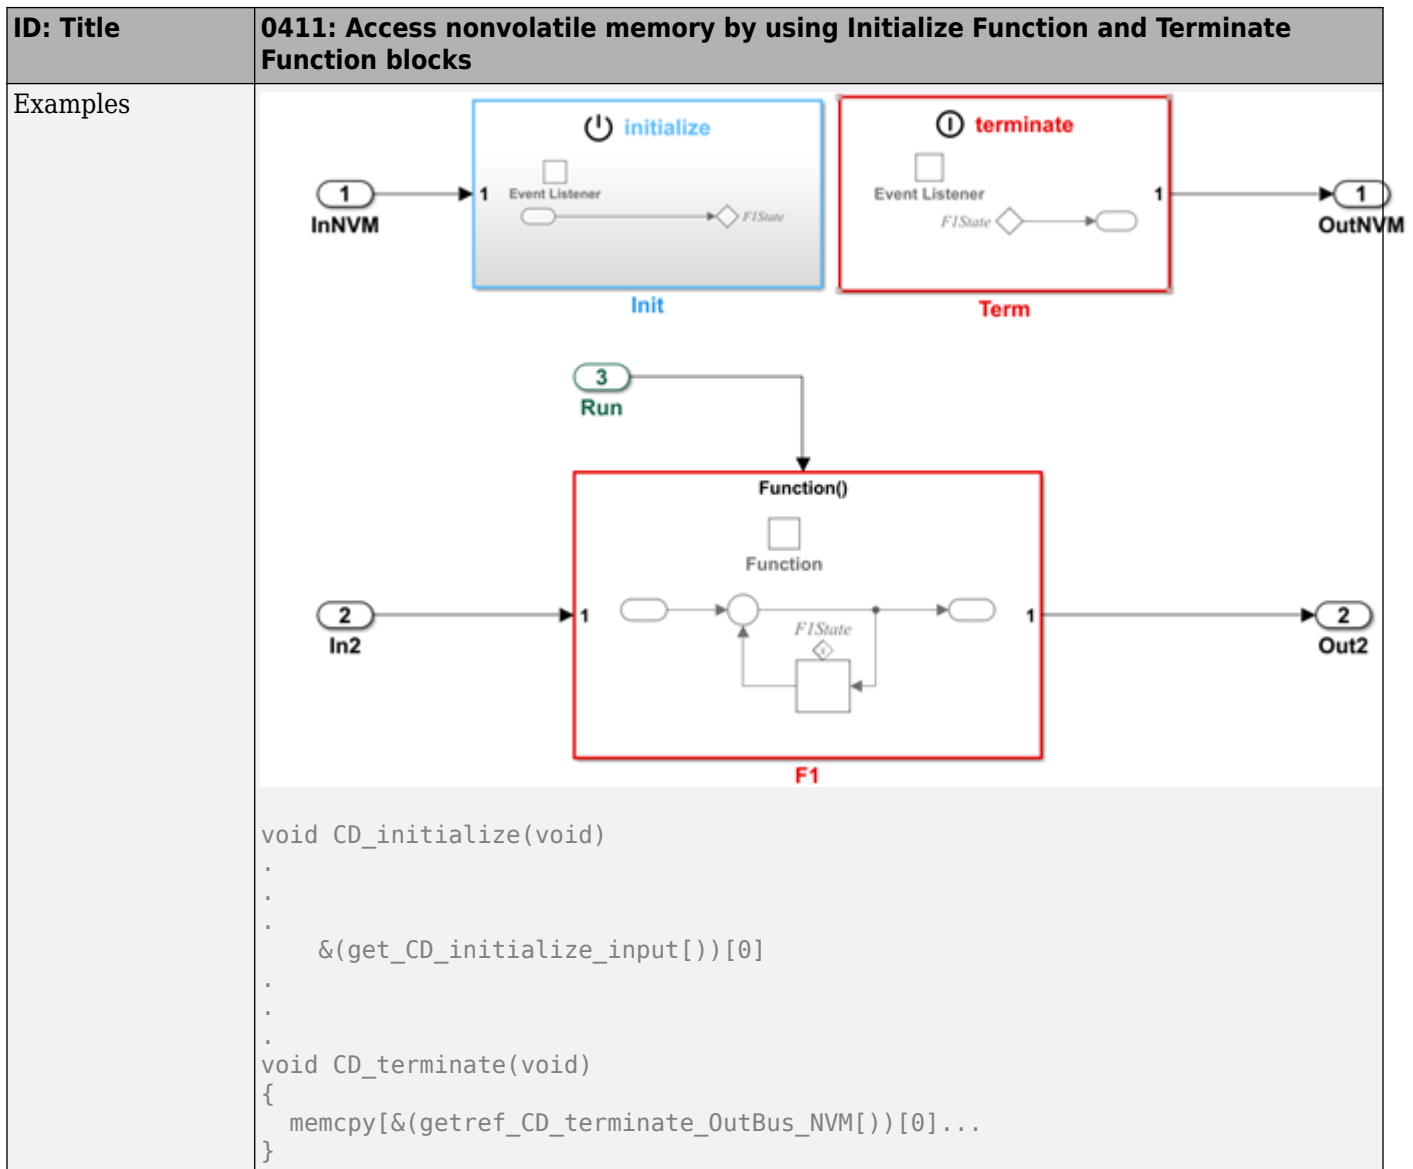 ID: Title
0411: Access nonvolatile memory by using Initialize Function and Terminate
Function blocks
Examples
initialize
Event Listener
F1State
1
InNVM
1
Init
terminate
Event Listener
F1State
1
Term
1
OutNVM
3
Run
Function()
Function
F1State
2
In2
1
1
2
Out2
F1
void CD_initialize(void)
.
.
.
&(get_CD_initialize_input[))[0]
.
.
.
void CD_terminate(void)
{
memcpy[&(getref_CD_terminate_OutBus_NVM[))[0]...
}